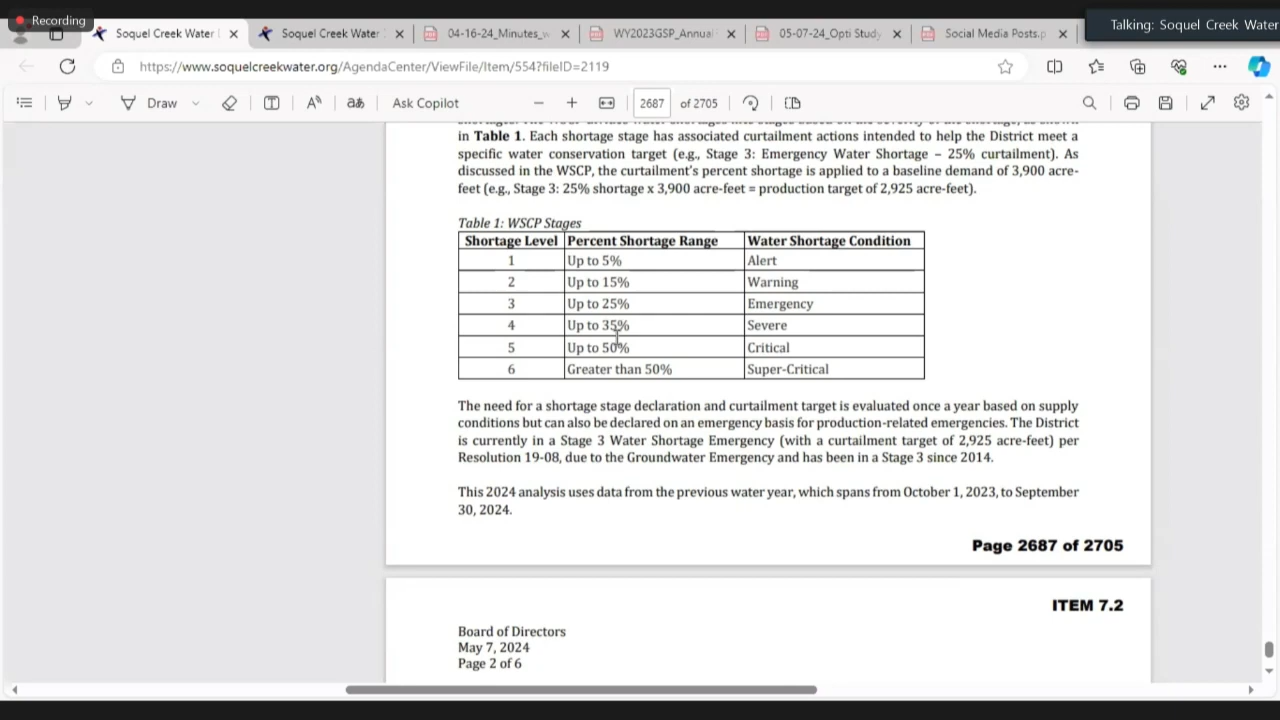 Recording
Talking: Soquel Creek Water
Soquel Creek Water
Soquel Creek Water
04-16-24_Minutes_w
WY2023GSP_Annual
05-07-24_Opti Study
Social Media Posts.p
https://www.soquelcreekwater.org/AgendaCenter/ViewFile/Item/554?fileID=2119
Draw
Ask Copilot
2687 of 2705
in Table 1. Each shortage stage has associated curtailment actions intended to help the District meet a
specific water conservation target (e.g., Stage 3: Emergency Water Shortage – 25% curtailment). As
discussed in the WSCP, the curtailment's percent shortage is applied to a baseline demand of 3,900 acre-
feet (e.g., Stage 3: 25% shortage x 3,900 acre-feet = production target of 2,925 acre-feet).
Table 1: WSCP Stages
Shortage Level Percent Shortage Range Water Shortage Condition
1 Up to 5% Alert
2 Up to 15% Warning
3 Up to 25% Emergency
4 Up to 35% Severe
5 Up to 50% Critical
6 Greater than 50% Super-Critical
The need for a shortage stage declaration and curtailment target is evaluated once a year based on supply
conditions but can also be declared on an emergency basis for production-related emergencies. The District
is currently in a Stage 3 Water Shortage Emergency (with a curtailment target of 2,925 acre-feet) per
Resolution 19-08, due to the Groundwater Emergency and has been in a Stage 3 since 2014.
This 2024 analysis uses data from the previous water year, which spans from October 1, 2023, to September
30, 2024.
Page 2687 of 2705
ITEM 7.2
Board of Directors
May 7, 2024
Page 2 of 6